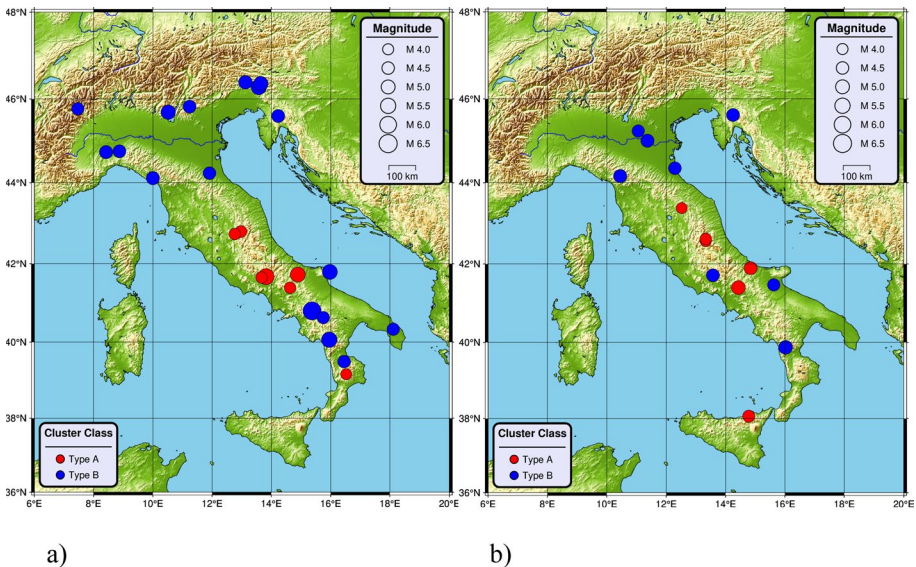 48°N
46°N
44°N
42°N
40°N
38°N
36°N
6°E 8°E 10°E 12°E 14°E 16°E 18°E 20°E
Magnitude
M 4.0
M 4.5
M 5.0
M 5.5
M 6.0
M 6.5
100 km
Cluster Class
Type A
Type B
a)
48°N
46°N
44°N
42°N
40°N
38°N
36°N
6°E 8°E 10°E 12°E 14°E 16°E 18°E 20°E
Magnitude
M 4.0
M 4.5
M 5.0
M 5.5
M 6.0
M 6.5
100 km
Cluster Class
Type A
Type B
b)